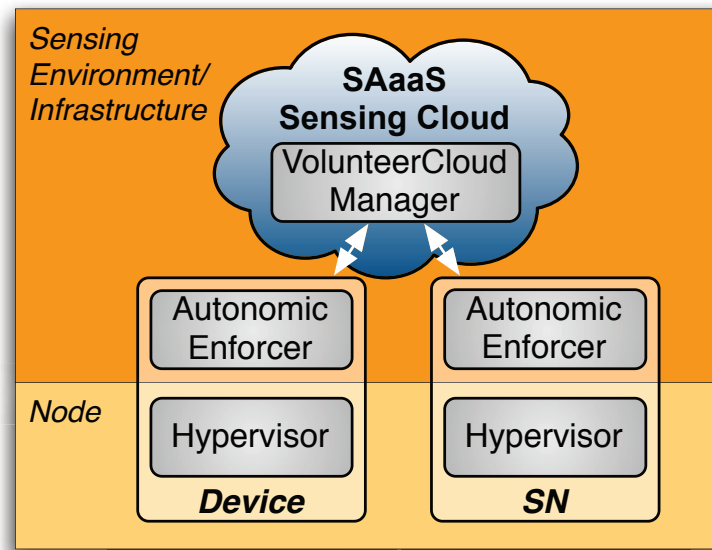 Sensing
Environment/
Infrastructure
SAaaS
Sensing Cloud
VolunteerCloud
Manager
Autonomic
Enforcer
Autonomic
Enforcer
Node
Hypervisor
Hypervisor
Device
SN